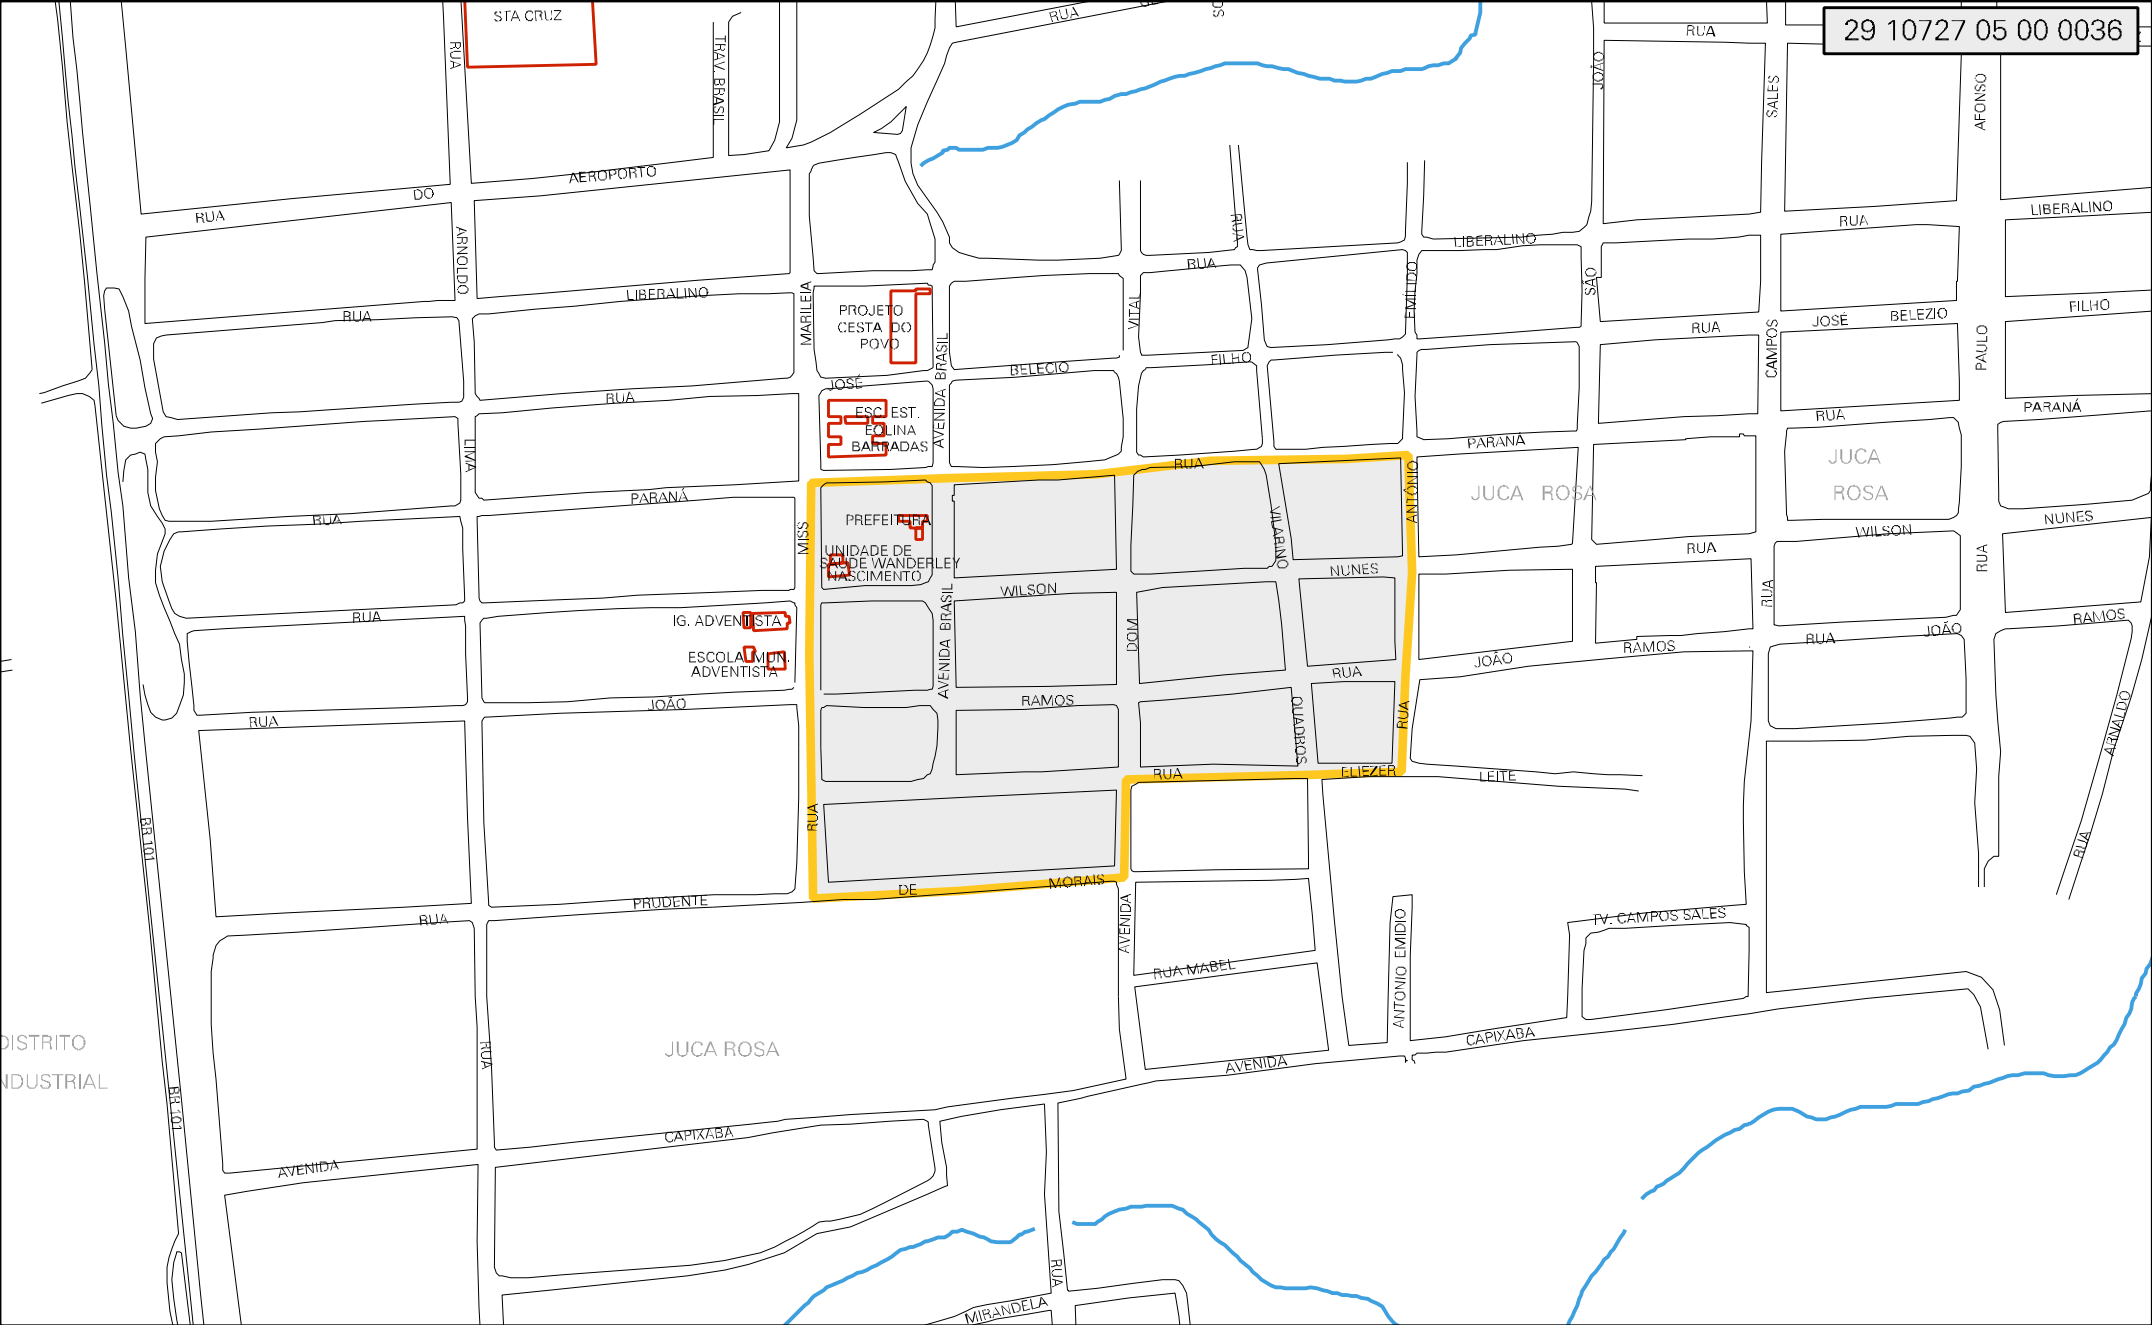 STA CRUZ
RUA
29 10727 05 00 0036
RUA
RUA
TRAV. BRASIL
JOÃO
SALES
AFONSO
RUA
DO
AEROPORTO
ARNOLDO
RUA
LIBERALINO
RUA
LIBERALINO
RUA
RUA
LIBERALINO
MARILEIA
PROJETO
CESTA DO
POVO
VITAL
EMÍLIDO
SÃO
RUA
JOSÉ
BELEZIO
FILHO
CAMPOS
PAULO
AVENIDA BRASIL
JOSÉ
BELECIO
FILHO
RUA
ESC. EST.
EOLINA
BARRADAS
LIMA
RUA
PARANÁ
PARANÁ
RUA
JUCA
ROSA
JUCA ROSA
RUA
PARANÁ
MISS
PREFEITURA
UNIDADE DE
SAÚDE WANDERLEY
NASCIMENTO
VILARINO
ANTÔNIO
RUA
WILSON
NUNES
RUA
RUA
WILSON
NUNES
RUA
IG. ADVENTISTA
ESCOLA MUN.
ADVENTISTA
AVENIDA BRASIL
DOM
RUA
JOÃO
RAMOS
RUA
JOÃO
RAMOS
RUA
JOÃO
RAMOS
QUADROS
RUA
ARNALDO
RUA
RUA
ELIEZER
LEITE
BR 101
RUA
RUA
PRUDENTE
DE
MORAIS
AVENIDA
RUA MABEL
ANTONIO EMIDIO
TV. CAMPOS SALES
DISTRITO
NDUSTRIAL
JUCA ROSA
RUA
BR 101
AVENIDA
CAPIXABA
AVENIDA
CAPIXABA
RUA
MIRANDELA